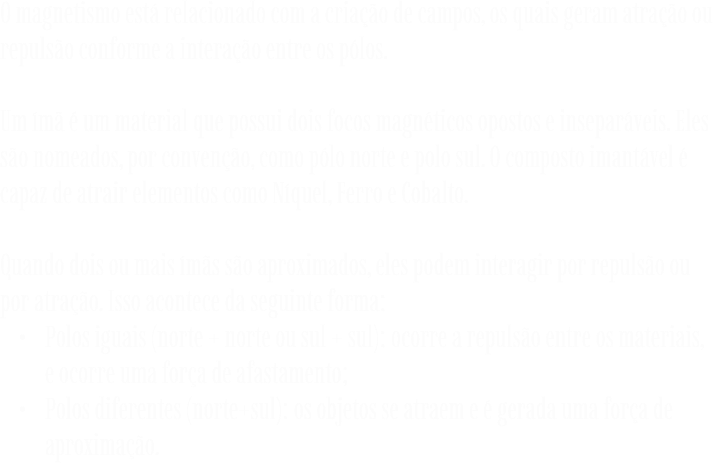 O magnetismo está relacionado com a criação de campos, os quais geram atração ou
repulsão conforme a interação entre os polos.
Um ímã é um material que possui dois focos magnéticos opostos e inseparáveis. Eles
são nomeados, por convenção, como polo norte e polo sul. O composto é
capaz de atrair elementos como Níquel, Ferro e Cobalto.
Quando dois ou mais ímãs são aproximados, eles podem interagir por repulsão ou
por atração. Isso acontece da seguinte forma:
- Polos iguais (norte - norte ou sul - sul): ocorre a repulsão entre os materiais,
e ocorre uma força de afastamento.
- Polos diferentes (norte - sul): os objetos se atraem e é gerada uma força de
aproximação.